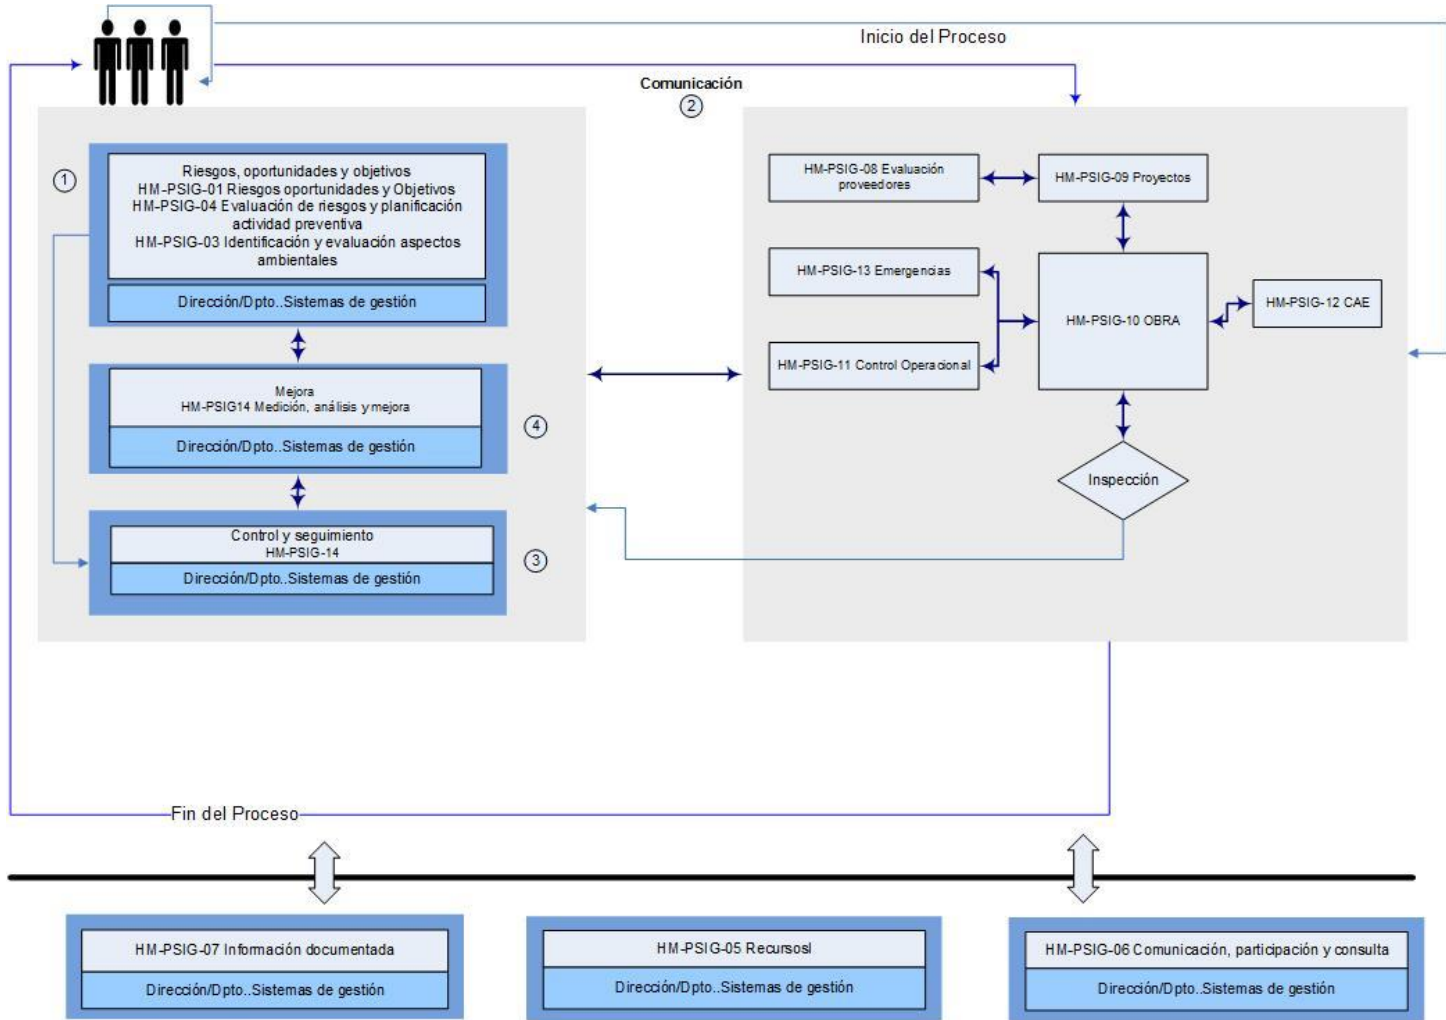 Inicio del Proceso
Comunicación
2
1
Riesgos, oportunidades y objetivos
HM-PSIG-01 Riesgos oportunidades y Objetivos
HM-PSIG-04 Evaluación de riesgos y planificación
actividad preventiva
HM-PSIG-03 Identificación y evaluación aspectos
ambientales
Dirección/Dpto..Sistemas de gestión
Mejora
HM-PSIG14 Medición, análisis y mejora
Dirección/Dpto..Sistemas de gestión
4
Control y seguimiento
HM-PSIG-14
Dirección/Dpto..Sistemas de gestión
3
HM-PSIG-08 Evaluación
proveedores
HM-PSIG-09 Proyectos
HM-PSIG-13 Emergencias
HM-PSIG-10 OBRA
HM-PSIG-12 CAE
HM-PSIG-11 Control Operacional
Inspección
Fin del Proceso
HM-PSIG-07 Información documentada
Dirección/Dpto..Sistemas de gestión
HM-PSIG-05 Recursosl
Dirección/Dpto..Sistemas de gestión
HM-PSIG-06 Comunicación, participación y consulta
Dirección/Dpto..Sistemas de gestión